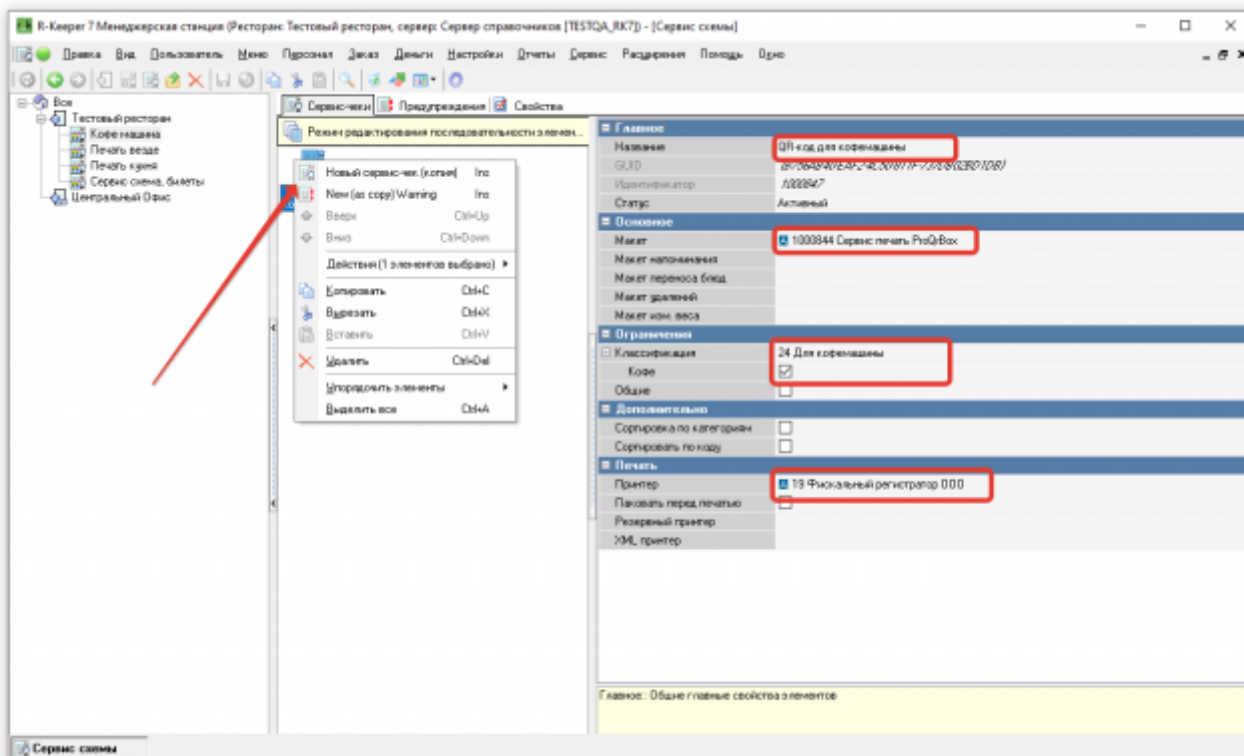 R-Keeper 7 Менеджерская станция (Ресторан: Тестовый ресторан, сервер: Сервер справочников [TESTQA_RK7]) - [Сервис схемы]
Правка Вид Пользователь Меню Персонал Заказ Деньги Настройки Отчеты Сервис Расширения Помощь Окно
Все
Тестовый ресторан
Кофе машина
Печать везде
Печать кухня
Сервис схема, билеты
Центральный Офис
Сервис-чеки Предупреждения Свойства
Режим редактирования последовательности элемен...
Новый сервис-чек (копия) Ins
New (as copy) Warning Ins
Вверх Ctrl+Up
Вниз Ctrl+Down
Действия (1 элементов выбрано)
Копировать Ctrl+C
Вырезать Ctrl+X
Вставить Ctrl+V
Удалить Ctrl+Del
Упорядочить элементы
Выделить все Ctrl+A
Главное
Название QR-код для кофемашины
GUID
Идентификатор 1000847
Статус Активный
Основное
Макет 1000844 Сервис печать ProQrBox
Макет напоминания
Макет переноса блюд
Макет удалений
Макет изм. веса
Ограничения
Классификация 24 Для кофемашины
Кофе
Общие
Дополнительно
Сортировка по категориям
Сортировать по коду
Печать
Принтер 19 Фискальный регистратор ООО
Паковать перед печатью
Резервный принтер
XML принтер
Главное:: Общие главные свойства элементов
Сервис схемы